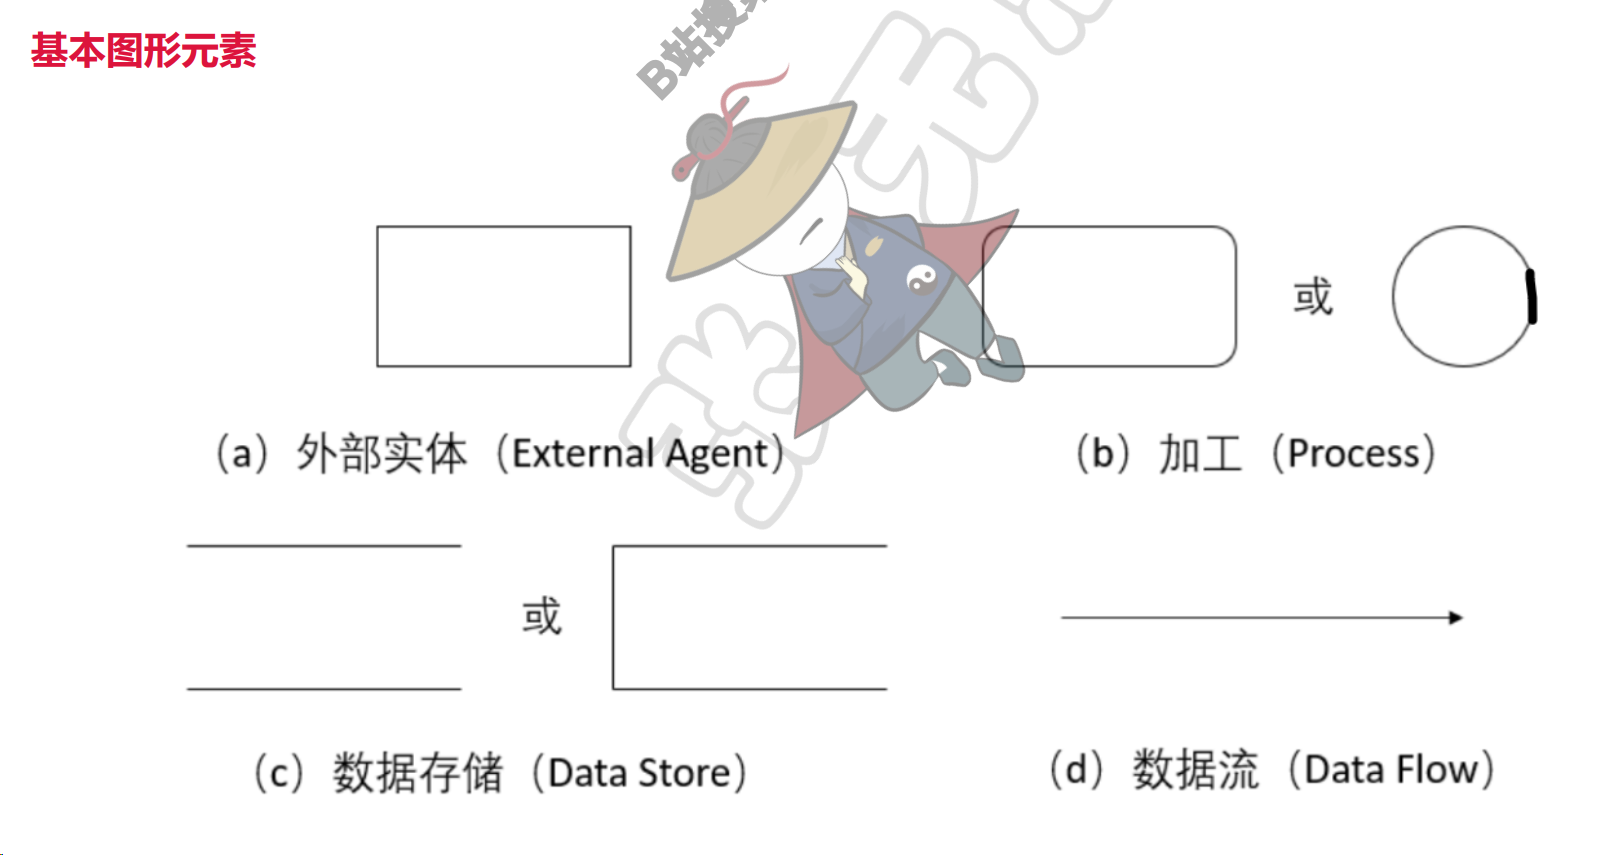 基本图形元素
B站搜
或
(a) 外部实体 (External Agent)
(b) 加工 (Process)
或
(c) 数据存储 (Data Store)
(d) 数据流 (Data Flow)
张